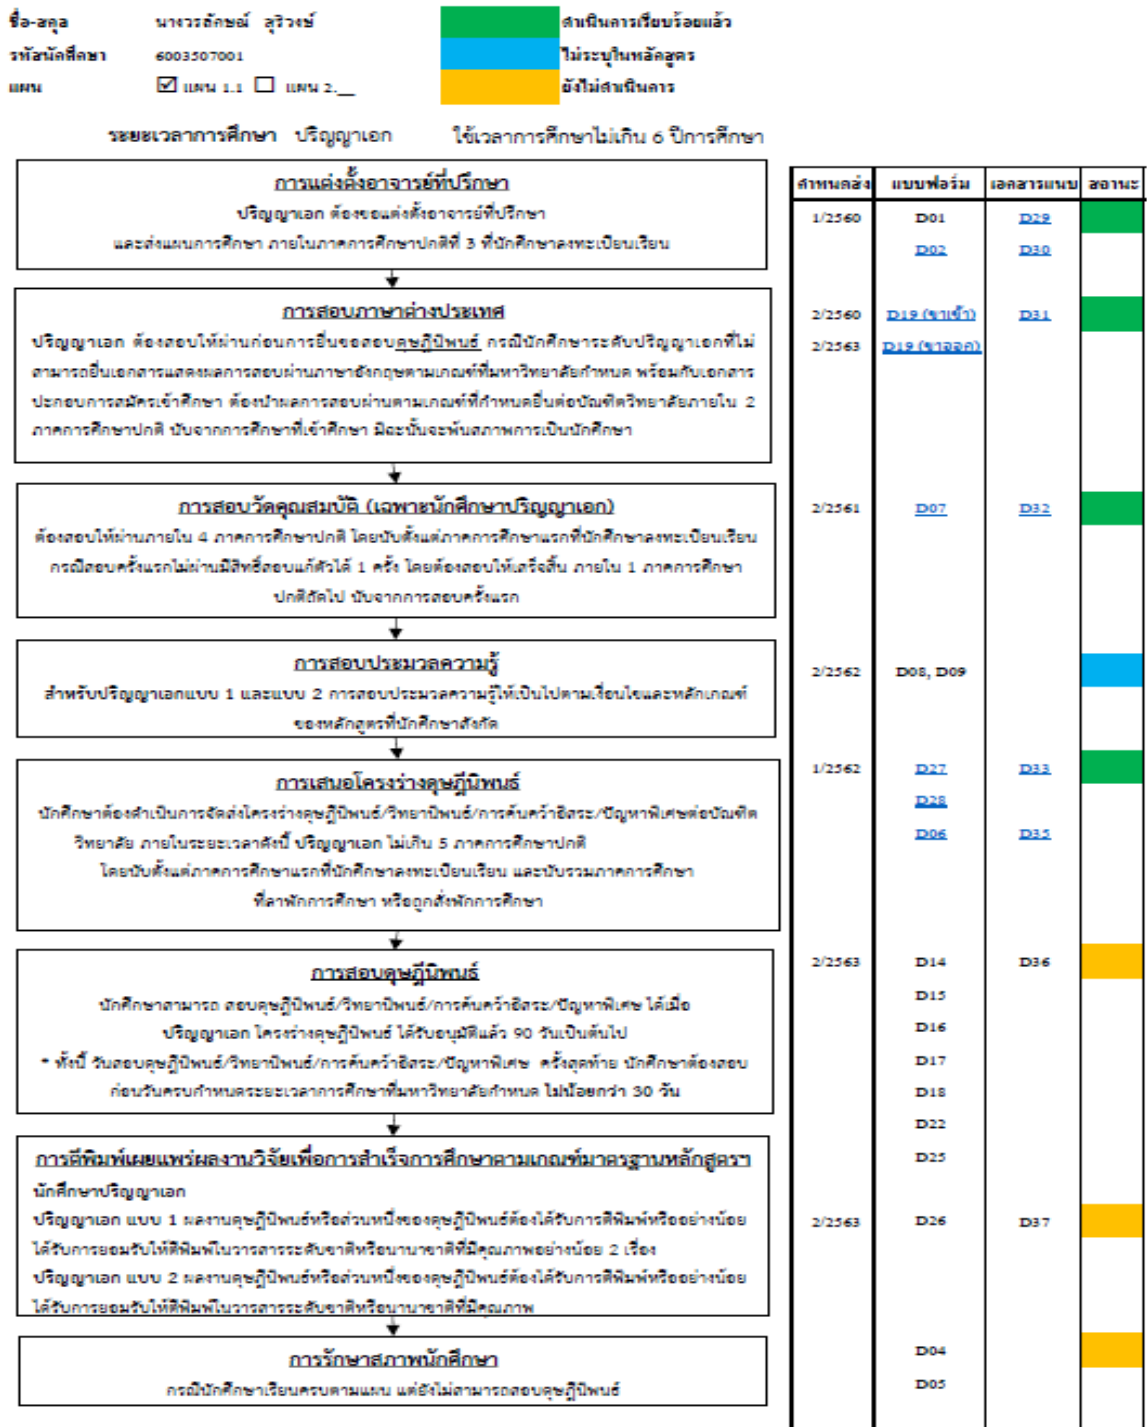 ชื่อ-สกุล นางวรลักษณ์ สุริวงษ์ ดำเนินการเรียบร้อยแล้ว
รหัสนักศึกษา 6003507001 ไม่ระบุในหลักสูตร
แผน ☑ แผน 1.1 ☐ แผน 2.__ ยังไม่ดำเนินการ
ระยะเวลาการศึกษา ปริญญาเอก ใช้เวลาการศึกษาไม่เกิน 6 ปีการศึกษา
กำหนดส่ง แบบฟอร์ม เอกสารแนบ สถานะ
การแต่งตั้งอาจารย์ที่ปรึกษา
ปริญญาเอก ต้องขอแต่งตั้งอาจารย์ที่ปรึกษา
และส่งแผนการศึกษา ภายในภาคการศึกษาปกติที่ 3 ที่นักศึกษาลงทะเบียนเรียน
1/2560 D01 D29
D02 D30
การสอบภาษาต่างประเทศ
ปริญญาเอก ต้องสอบให้ผ่านก่อนการยื่นขอสอบดุษฎีนิพนธ์ กรณีนักศึกษาระดับปริญญาเอกที่ไม่
สามารถยื่นเอกสารแสดงผลการสอบผ่านภาษาอังกฤษตามเกณฑ์ที่มหาวิทยาลัยกำหนด พร้อมกับเอกสาร
ประกอบการสมัครเข้าศึกษา ต้องนำผลการสอบผ่านตามเกณฑ์ที่กำหนดยื่นต่อบัณฑิตวิทยาลัยภายใน 2
ภาคการศึกษาปกติ นับจากการศึกษาที่เข้าศึกษา มิฉะนั้นจะพ้นสภาพการเป็นนักศึกษา
2/2560 D19 (ขาเข้า) D31
2/2563 D19 (ขาออก)
การสอบวัดคุณสมบัติ (เฉพาะนักศึกษาปริญญาเอก)
ต้องสอบให้ผ่านภายใน 4 ภาคการศึกษาปกติ โดยนับตั้งแต่ภาคการศึกษาแรกที่นักศึกษาลงทะเบียนเรียน
กรณีสอบครั้งแรกไม่ผ่านมีสิทธิ์สอบแก้ตัวได้ 1 ครั้ง โดยต้องสอบให้เสร็จสิ้น ภายใน 1 ภาคการศึกษา
ปกติถัดไป นับจากการสอบครั้งแรก
2/2561 D07 D32
การสอบประมวลความรู้
สำหรับปริญญาเอกแบบ 1 และแบบ 2 การสอบประมวลความรู้ให้เป็นไปตามเงื่อนไขและหลักเกณฑ์
ของหลักสูตรที่นักศึกษาสังกัด
2/2562 D08, D09
การเสนอโครงร่างดุษฎีนิพนธ์
นักศึกษาต้องดำเนินการจัดส่งโครงร่างดุษฎีนิพนธ์/วิทยานิพนธ์/การค้นคว้าอิสระ/ปัญหาพิเศษต่อบัณฑิต
วิทยาลัย ภายในระยะเวลาดังนี้ ปริญญาเอก ไม่เกิน 5 ภาคการศึกษาปกติ
โดยนับตั้งแต่ภาคการศึกษาแรกที่นักศึกษาลงทะเบียนเรียน และนับรวมภาคการศึกษา
ที่ลาพักการศึกษา หรือถูกสั่งพักการศึกษา
1/2562 D27 D33
D28
D06 D35
การสอบดุษฎีนิพนธ์
นักศึกษาสามารถ สอบดุษฎีนิพนธ์/วิทยานิพนธ์/การค้นคว้าอิสระ/ปัญหาพิเศษ ได้เมื่อ
ปริญญาเอก โครงร่างดุษฎีนิพนธ์ ได้รับอนุมัติแล้ว 90 วันเป็นต้นไป
* ทั้งนี้ วันสอบดุษฎีนิพนธ์/วิทยานิพนธ์/การค้นคว้าอิสระ/ปัญหาพิเศษ ครั้งสุดท้าย นักศึกษาต้องสอบ
ก่อนวันครบกำหนดระยะเวลาการศึกษาที่มหาวิทยาลัยกำหนด ไม่น้อยกว่า 30 วัน
2/2563 D14 D36
D15
D16
D17
D18
D22
D25
การตีพิมพ์เผยแพร่ผลงานวิจัยเพื่อการสำเร็จการศึกษาตามเกณฑ์มาตรฐานหลักสูตรฯ
นักศึกษาปริญญาเอก
ปริญญาเอก แบบ 1 ผลงานดุษฎีนิพนธ์หรือส่วนหนึ่งของดุษฎีนิพนธ์ต้องได้รับการตีพิมพ์หรืออย่างน้อย
ได้รับการยอมรับให้ตีพิมพ์ในวารสารระดับชาติหรือนานาชาติที่มีคุณภาพอย่างน้อย 2 เรื่อง
ปริญญาเอก แบบ 2 ผลงานดุษฎีนิพนธ์หรือส่วนหนึ่งของดุษฎีนิพนธ์ต้องได้รับการตีพิมพ์หรืออย่างน้อย
ได้รับการยอมรับให้ตีพิมพ์ในวารสารระดับชาติหรือนานาชาติที่มีคุณภาพ
2/2563 D26 D37
การรักษาสภาพนักศึกษา
กรณีนักศึกษาเรียนครบตามแผน แต่ยังไม่สามารถสอบดุษฎีนิพนธ์
D04
D05